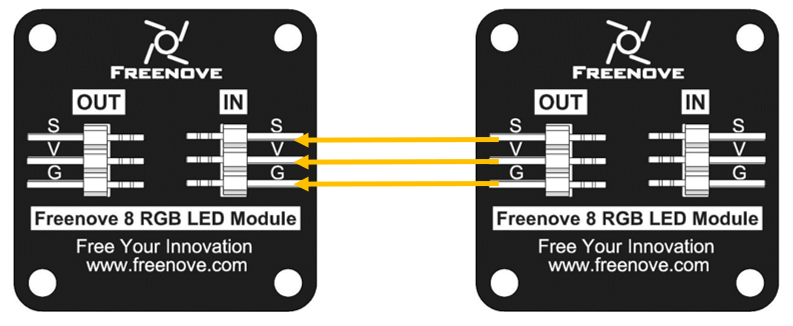 FREENOVE
OUT IN
S S
V V
G G
Freenove 8 RGB LED Module
Free Your Innovation
www.freenove.com
FREENOVE
OUT IN
S S
V V
G G
Freenove 8 RGB LED Module
Free Your Innovation
www.freenove.com